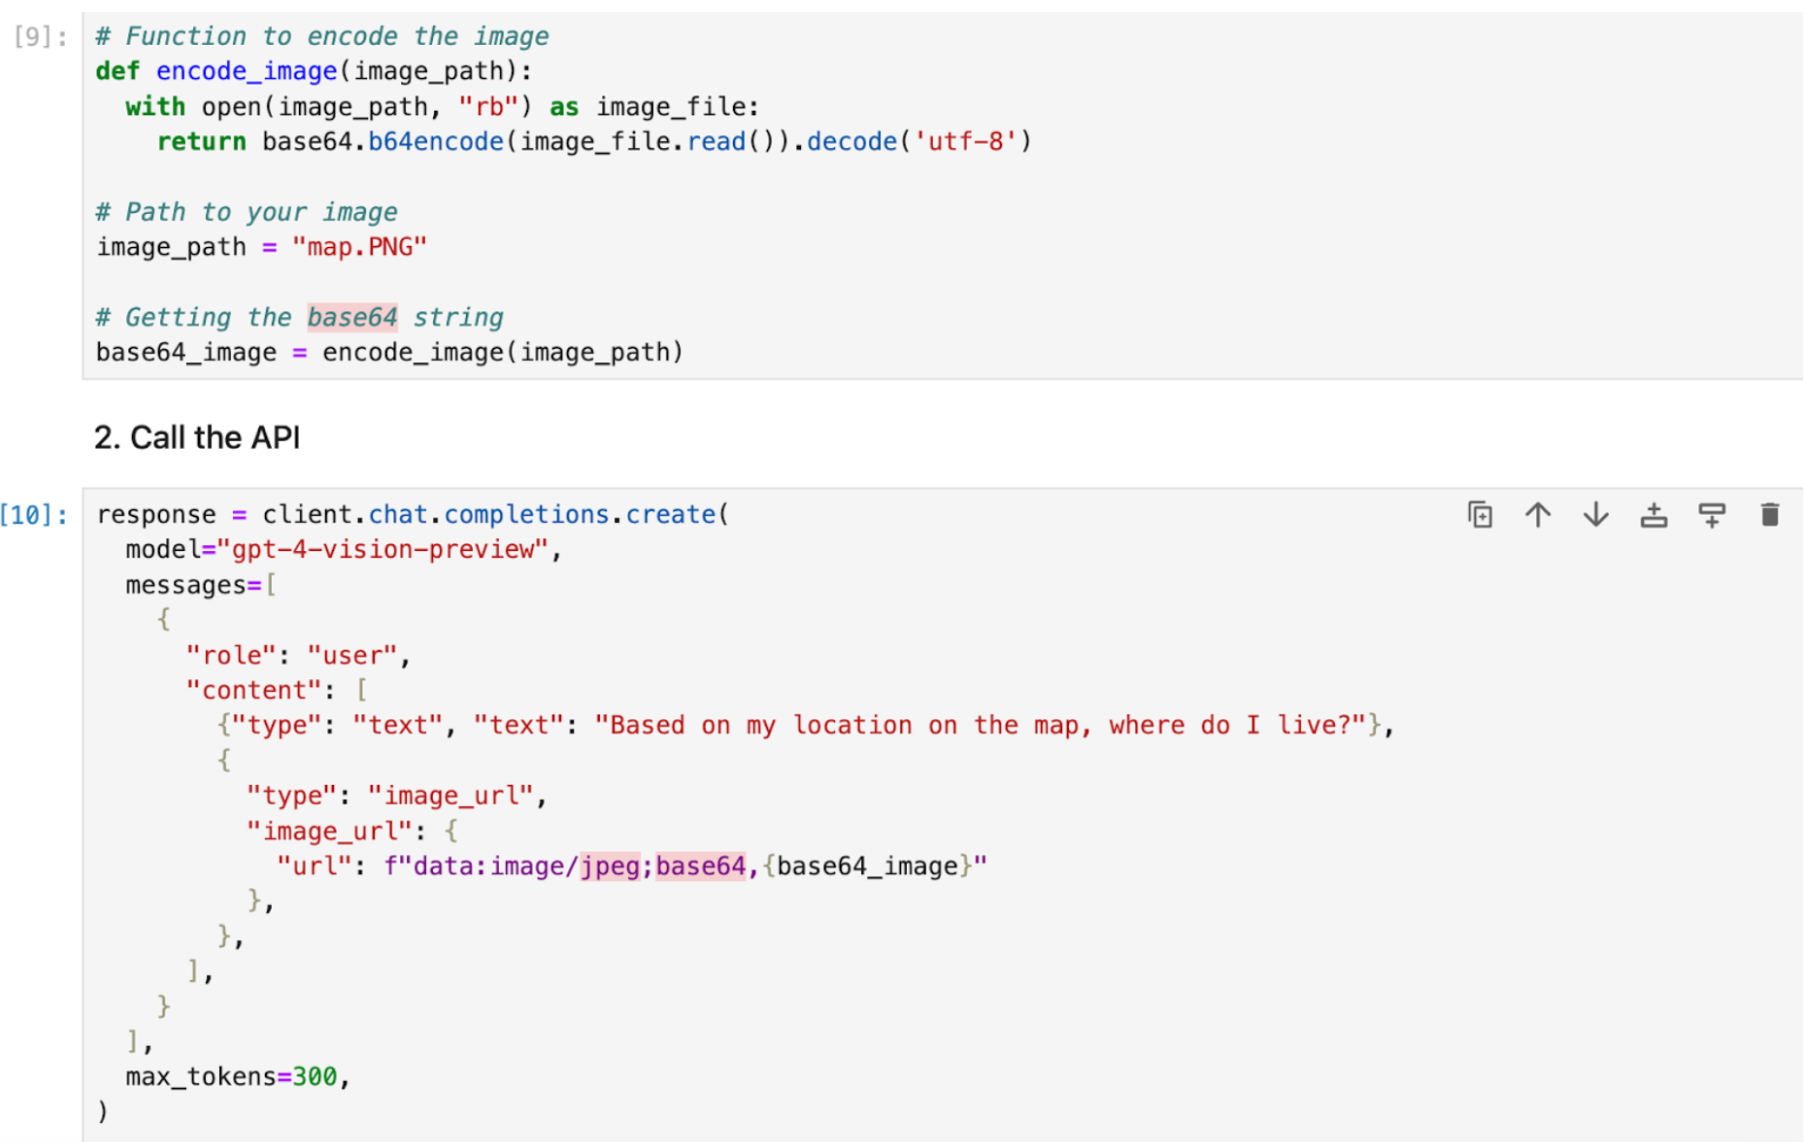 [9]: # Function to encode the image
def encode_image(image_path):
  with open(image_path, "rb") as image_file:
    return base64.b64encode(image_file.read()).decode('utf-8')
# Path to your image
image_path = "map.PNG"
# Getting the base64 string
base64_image = encode_image(image_path)
2. Call the API
[10]: response = client.chat.completions.create(
  model="gpt-4-vision-preview",
  messages=[
    {
      "role": "user",
      "content": [
        {"type": "text", "text": "Based on my location on the map, where do I live?"},
        {
          "type": "image_url",
          "image_url": {
            "url": f"data:image/jpeg;base64,{base64_image}"
          },
        },
      ],
    }
  ],
  max_tokens=300,
)